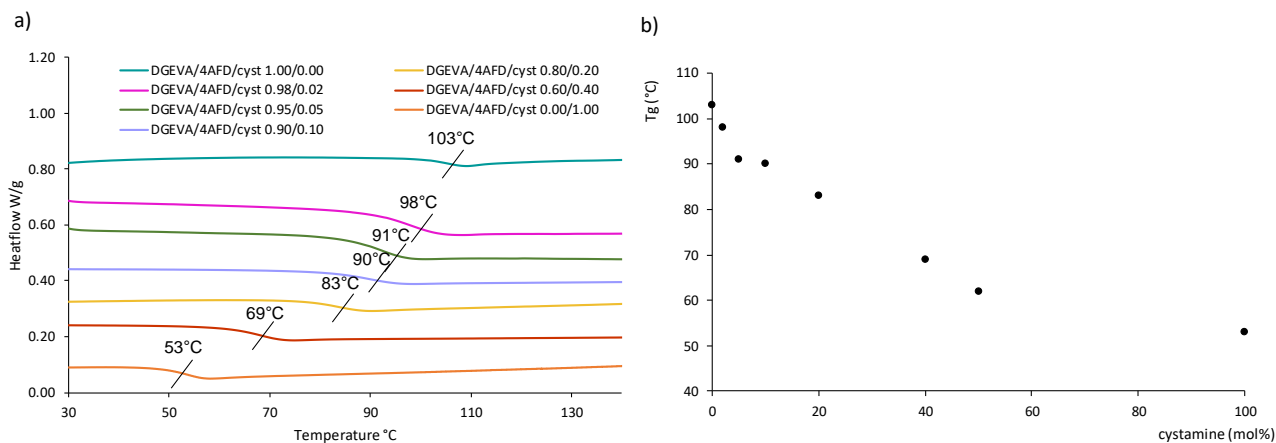 a)
1.20
1.00
0.80
0.60
0.40
0.20
0.00
Heatflow W/g
DGEVA/4AFD/cyst 1.00/0.00
DGEVA/4AFD/cyst 0.80/0.20
DGEVA/4AFD/cyst 0.98/0.02
DGEVA/4AFD/cyst 0.60/0.40
DGEVA/4AFD/cyst 0.95/0.05
DGEVA/4AFD/cyst 0.00/1.00
DGEVA/4AFD/cyst 0.90/0.10
103°C
98°C
91°C
90°C
83°C
69°C
53°C
30 50 70 90 110 130
Temperature °C
b)
110
100
90
80
70
60
50
40
Tg (°C)
0 20 40 60 80 100
cystamine (mol%)